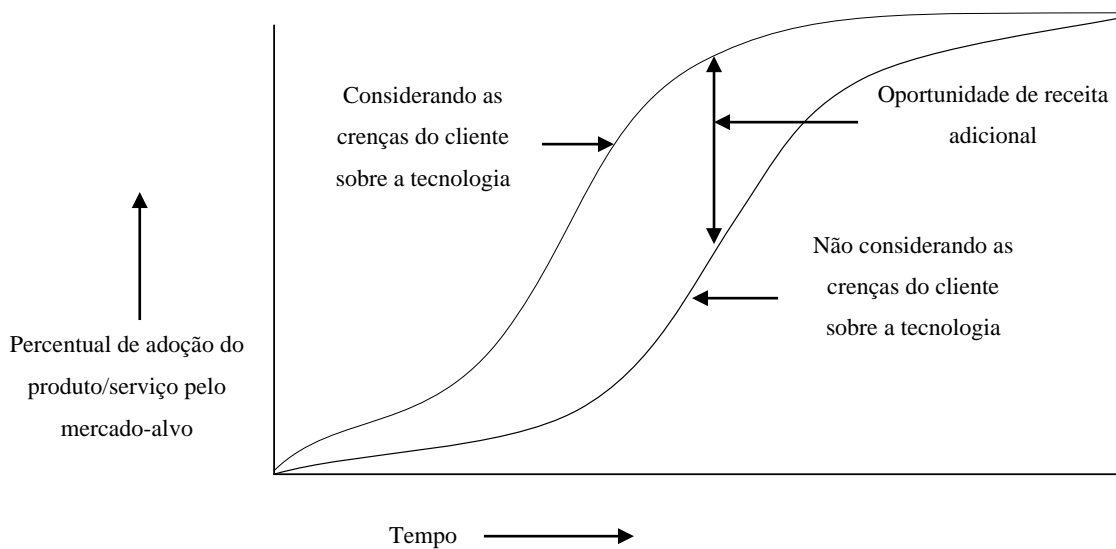 Considerando as
crenças do cliente
sobre a tecnologia
Oportunidade de receita
adicional
Não considerando as
crenças do cliente
sobre a tecnologia
Percentual de adoção do
produto/serviço pelo
mercado-alvo
Tempo